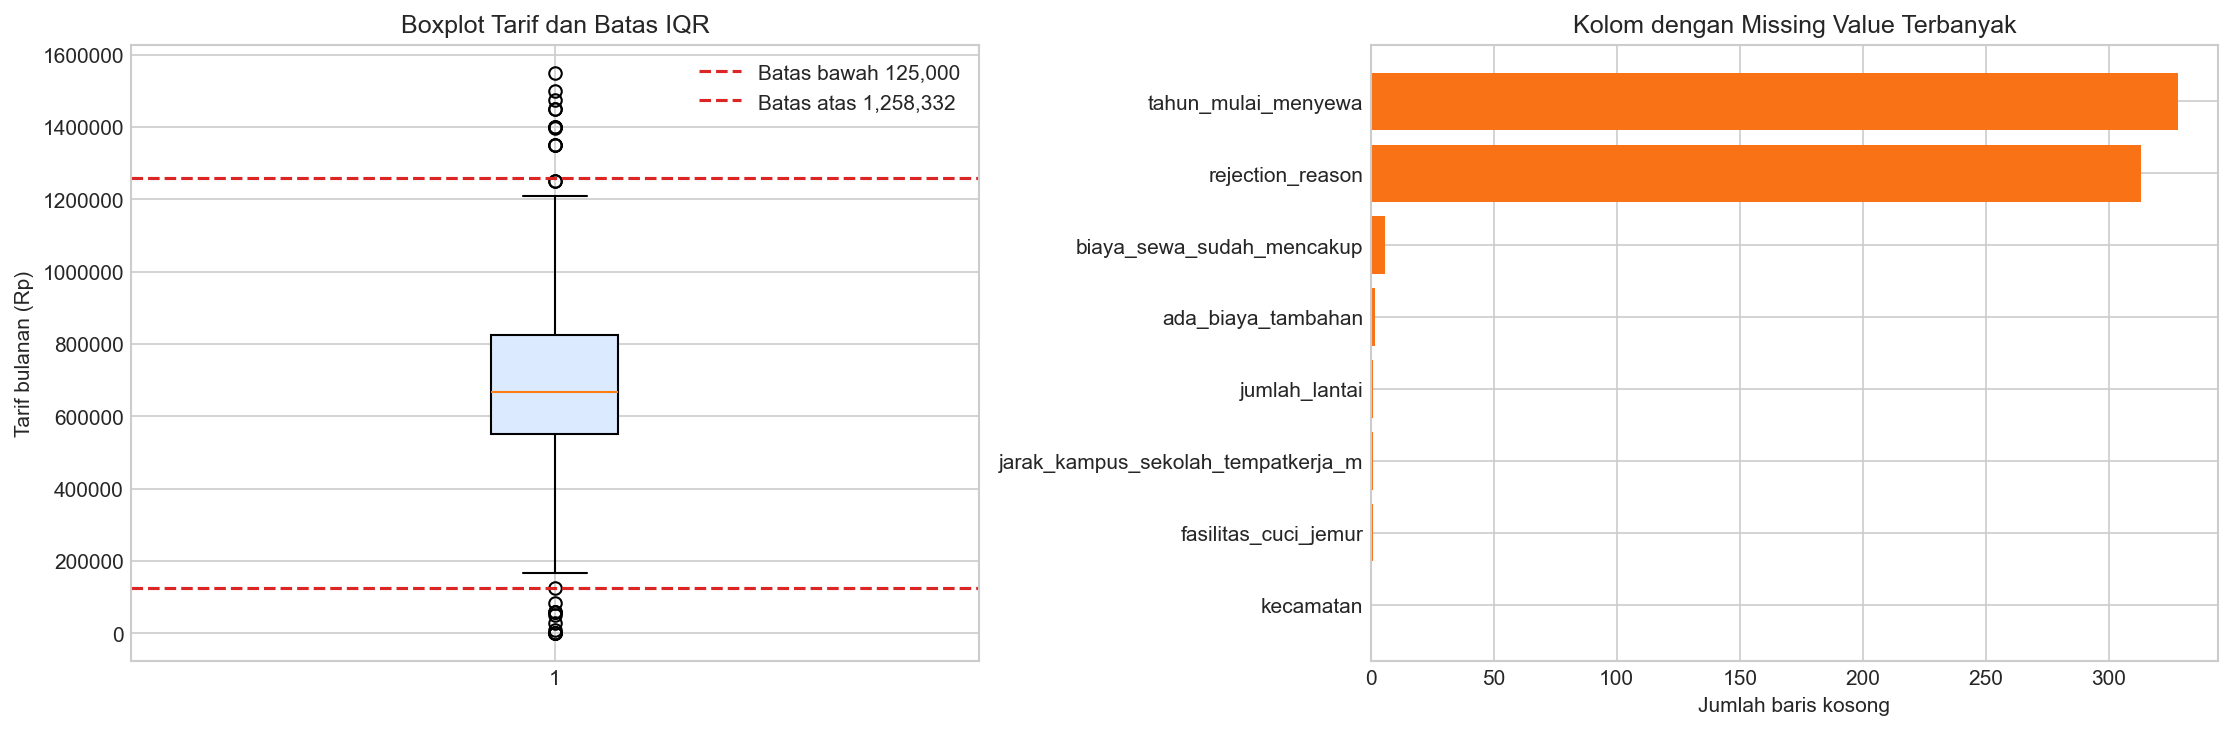 Boxplot Tarif dan Batas IQR
1600000
1400000
1200000
1000000
800000
600000
400000
200000
0
Tarif bulanan (Rp)
1
Batas bawah 125,000
Batas atas 1,258,332
Kolom dengan Missing Value Terbanyak
tahun_mulai_menyewa
rejection_reason
biaya_sewa_sudah_mencakup
ada_biaya_tambahan
jumlah_lantai
jarak_kampus_sekolah_tempatkerja_m
fasilitas_cuci_jemur
kecamatan
0 50 100 150 200 250 300
Jumlah baris kosong